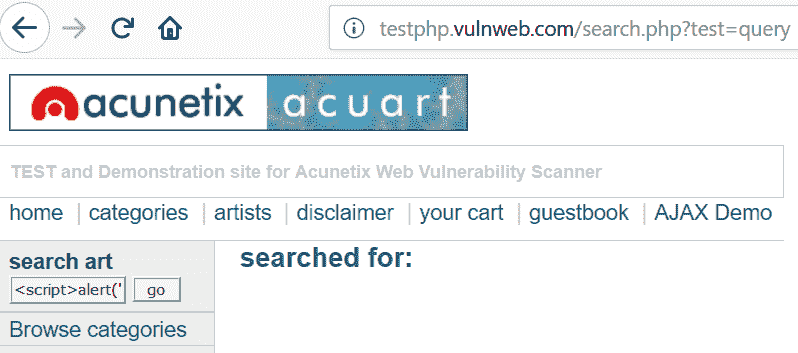 testphp.vulnweb.com/search.php?test=query
acunetix acuart
TEST and Demonstration site for Acunetix Web Vulnerability Scanner
home | categories | artists | disclaimer | your cart | guestbook | AJAX Demo
search art
searched for:
<script>alert(' go
Browse categories